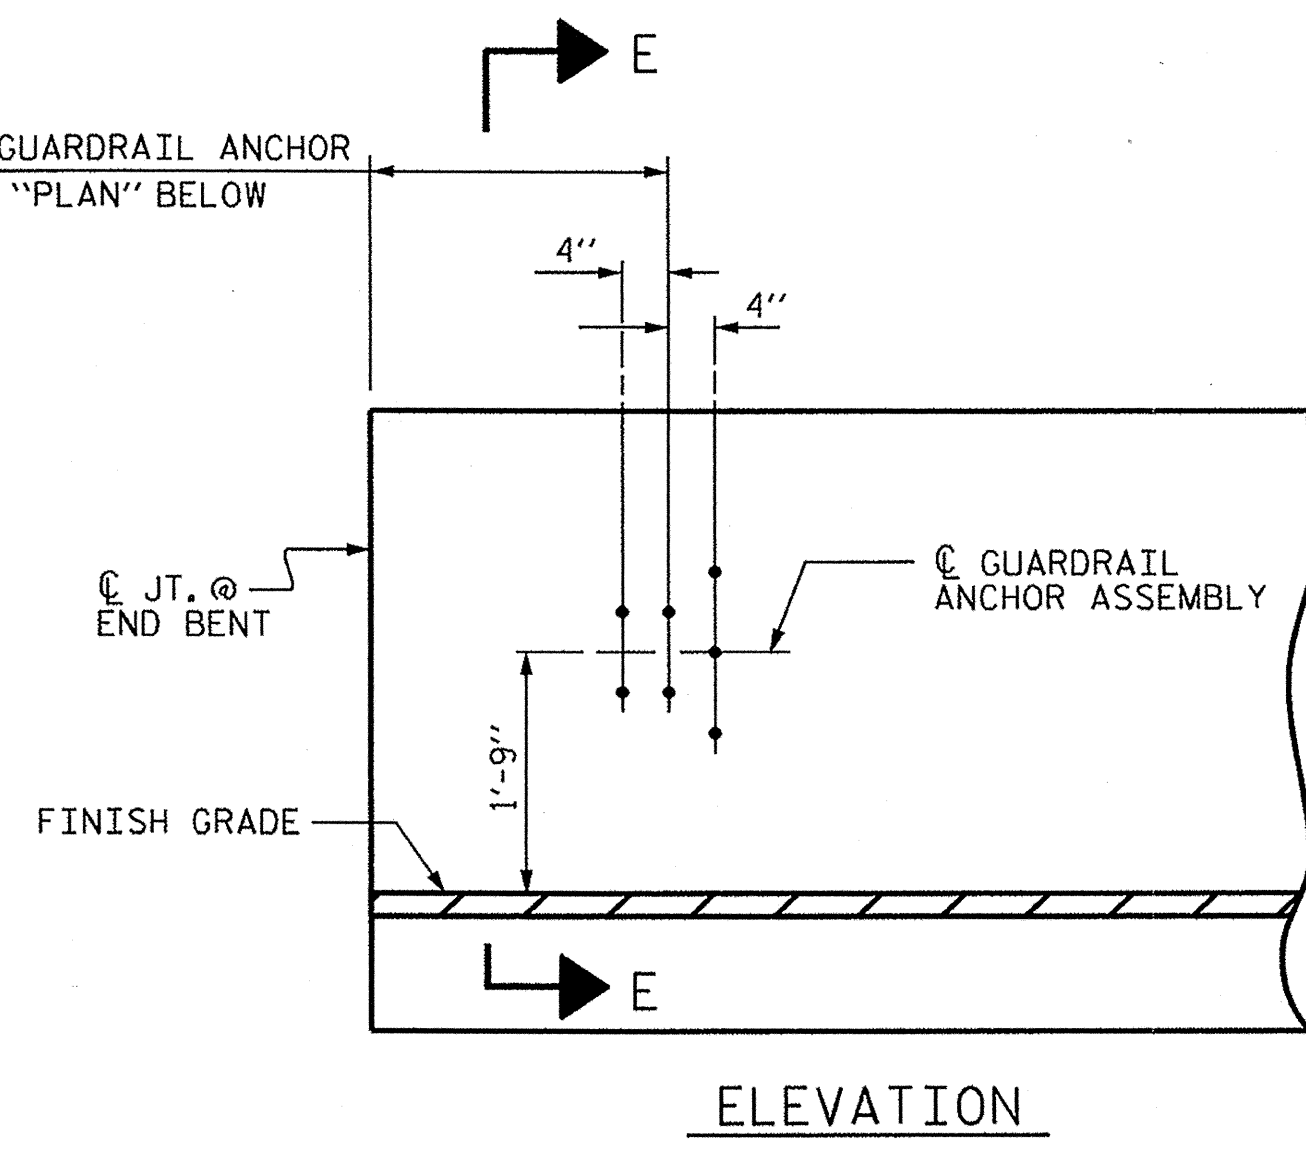 E
GUARDRAIL ANCHOR
"PLAN" BELOW
4"
4"
℄ JT. @
END BENT
℄ GUARDRAIL
ANCHOR ASSEMBLY
1'-9"
FINISH GRADE
E
ELEVATION